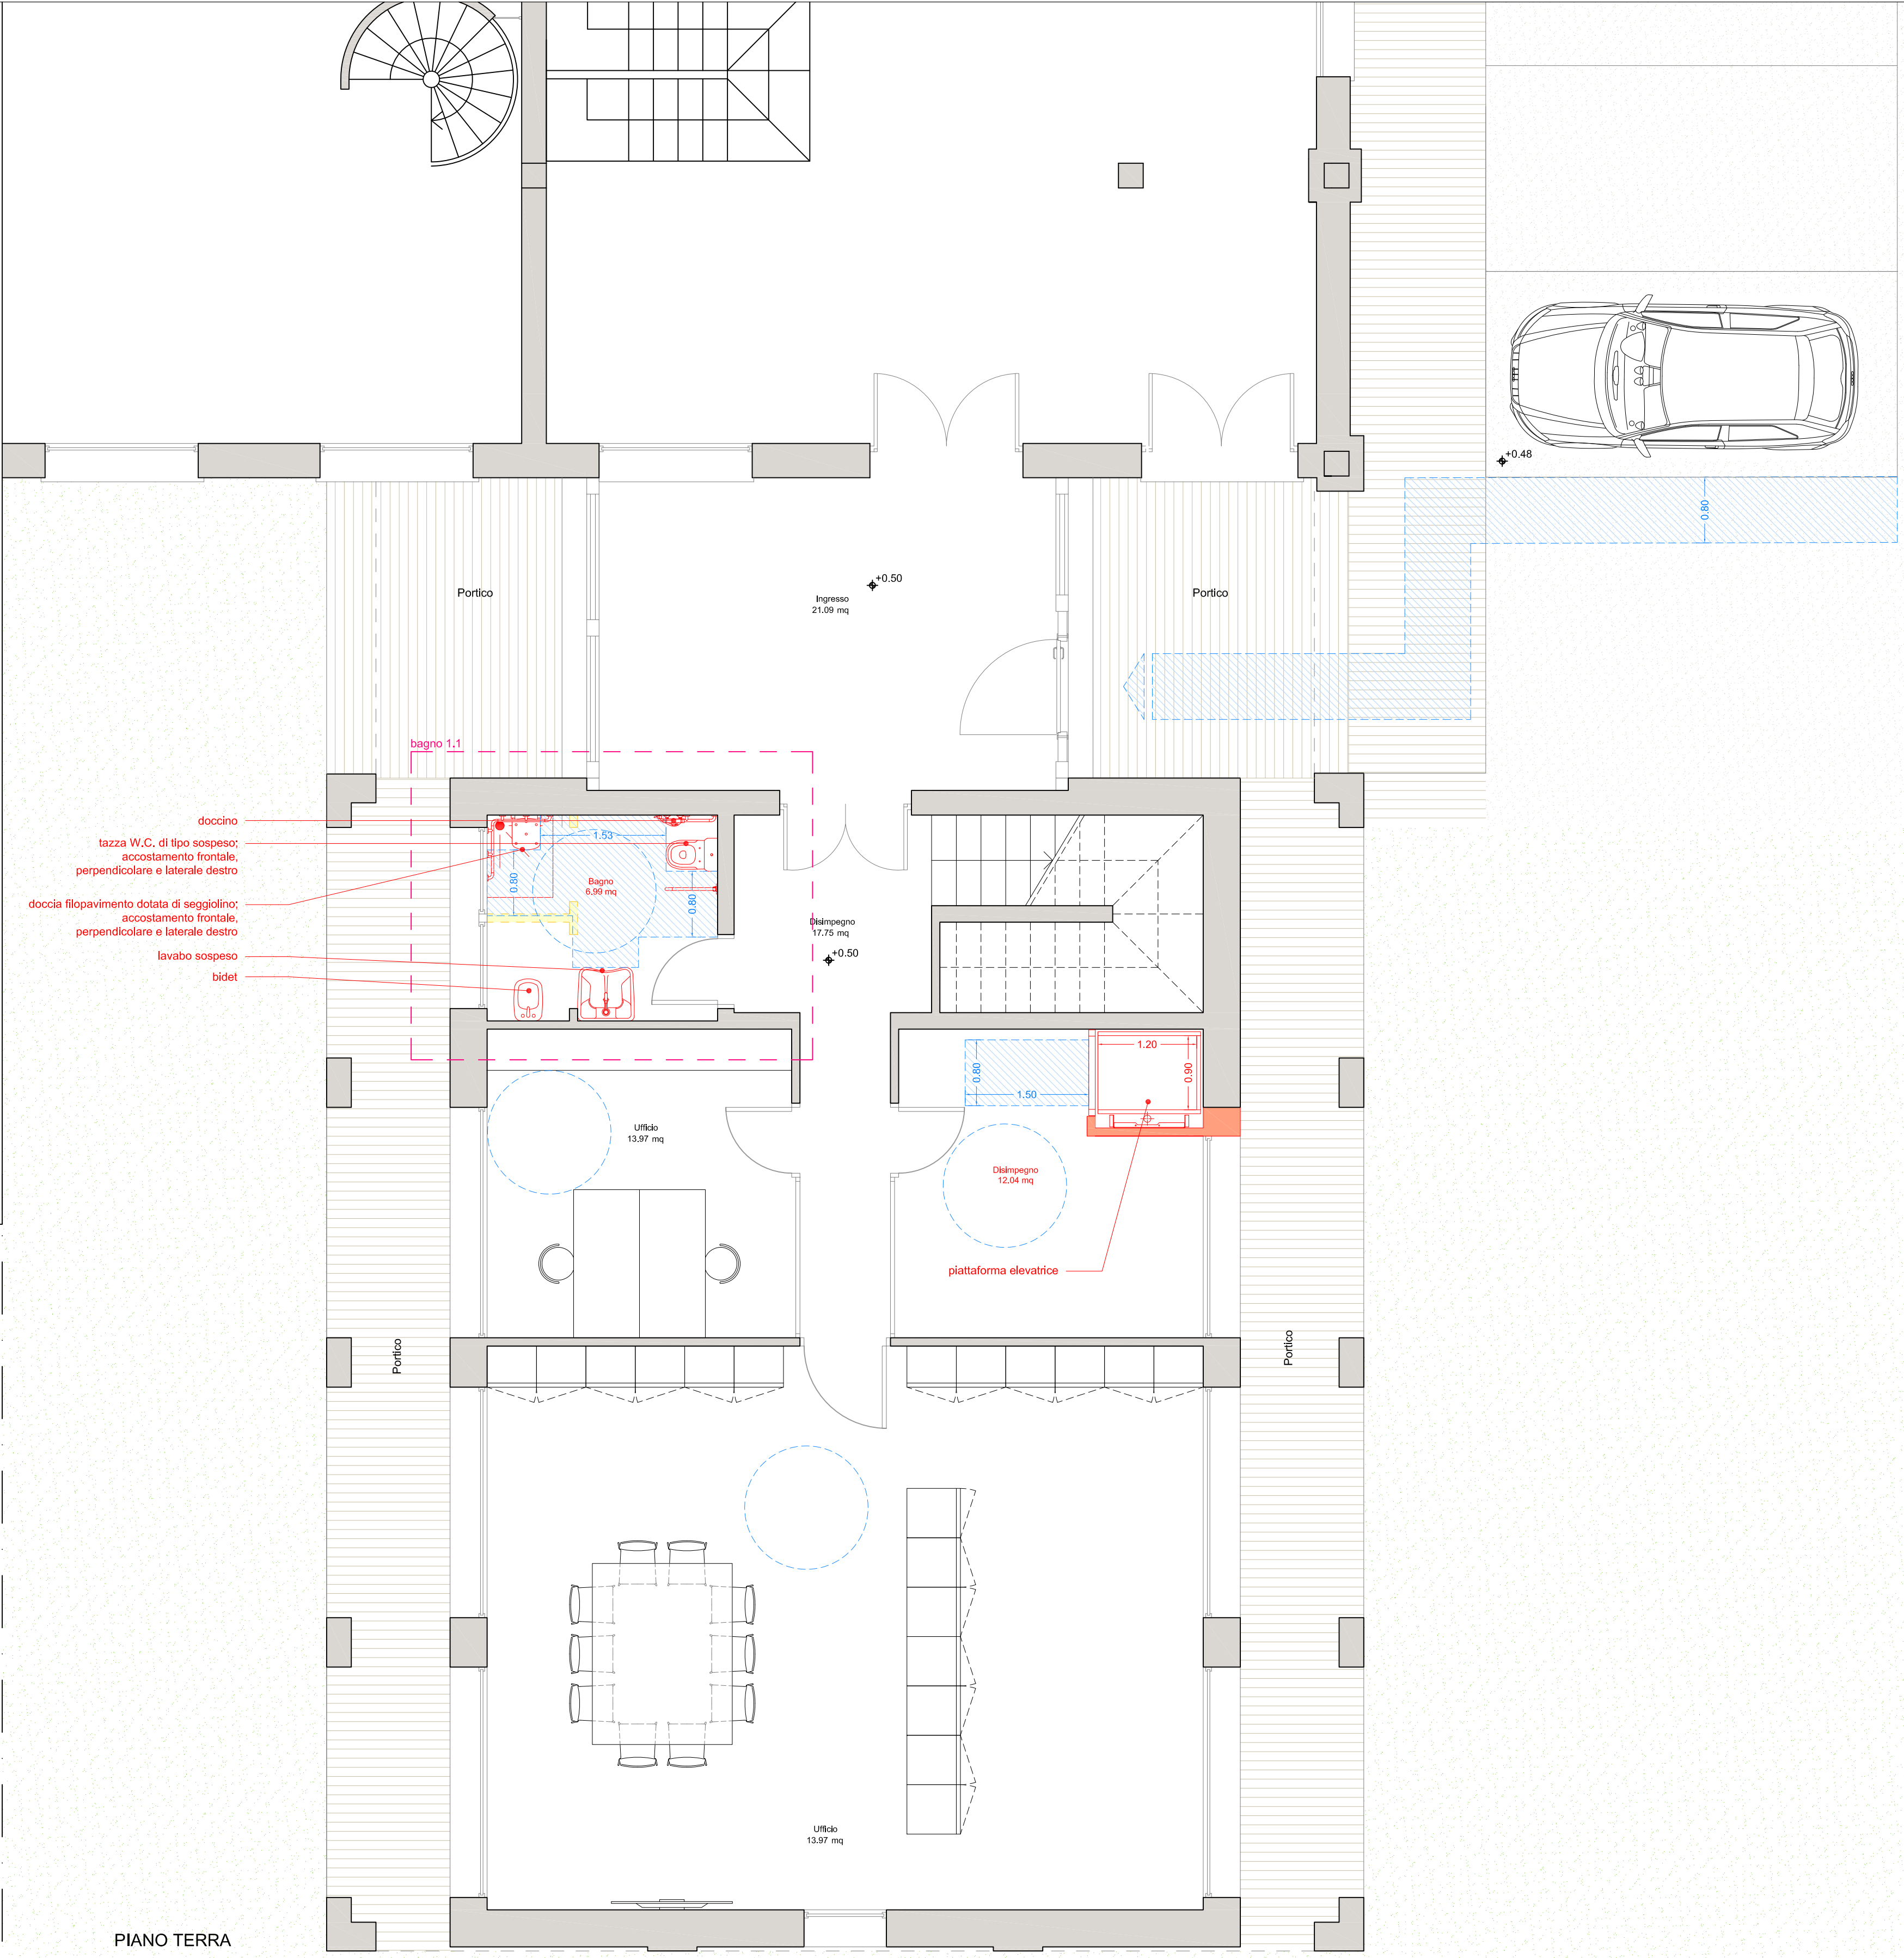 +0.48
0.80
+0.50
Portico
Ingresso
21.09 mq
Portico
bagno 1.1
doccino
tazza W.C. di tipo sospeso;
accostamento frontale,
perpendicolare e laterale destro
doccia filopavimento dotata di seggiolino;
accostamento frontale,
perpendicolare e laterale destro
lavabo sospeso
bidet
1.53
0.80
Bagno
6.99 mq
0.80
Disimpegno
17.75 mq
+0.50
1.20
0.90
0.80
1.50
Ufficio
13.97 mq
Disimpegno
12.04 mq
piattaforma elevatrice
Portico
Portico
Ufficio
13.97 mq
PIANO TERRA